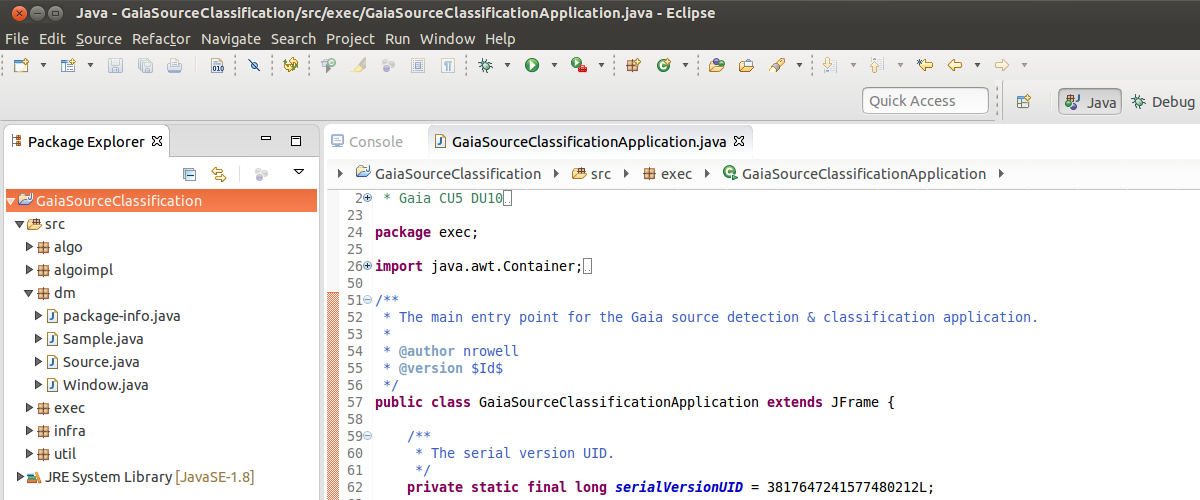 Java - GaiaSourceClassification/src/exec/GaiaSourceClassificationApplication.java - Eclipse
File Edit Source Refactor Navigate Search Project Run Window Help
010
Quick Access Java Debug
Package Explorer Console GaiaSourceClassificationApplication.java
GaiaSourceClassification src exec GaiaSourceClassificationApplication
GaiaSourceClassification
src
algo
algoimpl
dm
package-info.java
Sample.java
Source.java
Window.java
exec
infra
util
JRE System Library [JavaSE-1.8]
2 * Gaia CU5 DU10
23
24 package exec;
25
26 import java.awt.Container;
50
51 /**
52 * The main entry point for the Gaia source detection & classification application.
53 *
54 * @author nrowell
55 * @version $Id$
56 */
57 public class GaiaSourceClassificationApplication extends JFrame {
58
59 /**
60 * The serial version UID.
61 */
62 private static final long serialVersionUID = 3817647241577480212L;